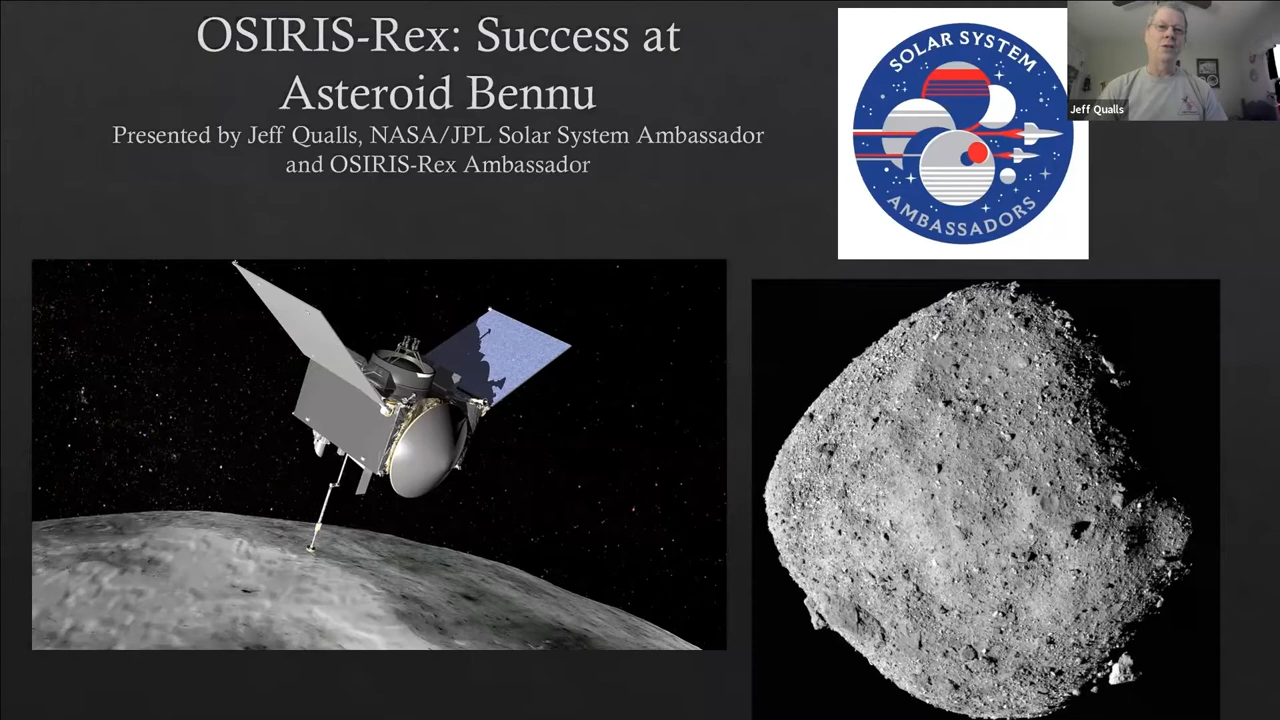 OSIRIS-Rex: Success at
Asteroid Bennu
Presented by Jeff Qualls, NASA/JPL Solar System Ambassador
and OSIRIS-Rex Ambassador
SOLAR SYSTEM
AMBASSADORS
Jeff Qualls